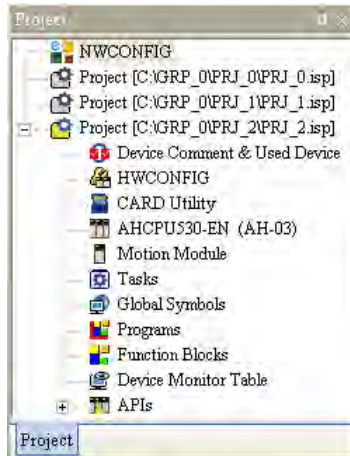 Project
NWCONFIG
Project [C:\GRP_0\PRJ_0\PRJ_0.isp]
Project [C:\GRP_0\PRJ_1\PRJ_1.isp]
Project [C:\GRP_0\PRJ_2\PRJ_2.isp]
Device Comment & Used Device
HWCONFIG
CARD Utility
AHCPU530-EN (AH-03)
Motion Module
Tasks
Global Symbols
Programs
Function Blocks
Device Monitor Table
APIs
Project